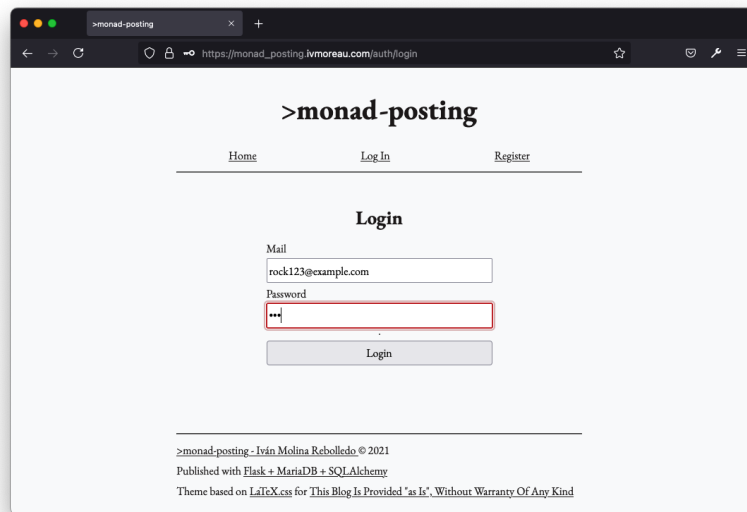 >monad-posting
https://monad_posting.ivmoreau.com/auth/login
>monad-posting
Home Log In Register
Login
Mail
rock123@example.com
Password
•••
.
Login
>monad-posting - Iván Molina Rebolledo © 2021
Published with Flask + MariaDB + SQLAlchemy
Theme based on LaTeX.css for This Blog Is Provided "as Is", Without Warranty Of Any Kind